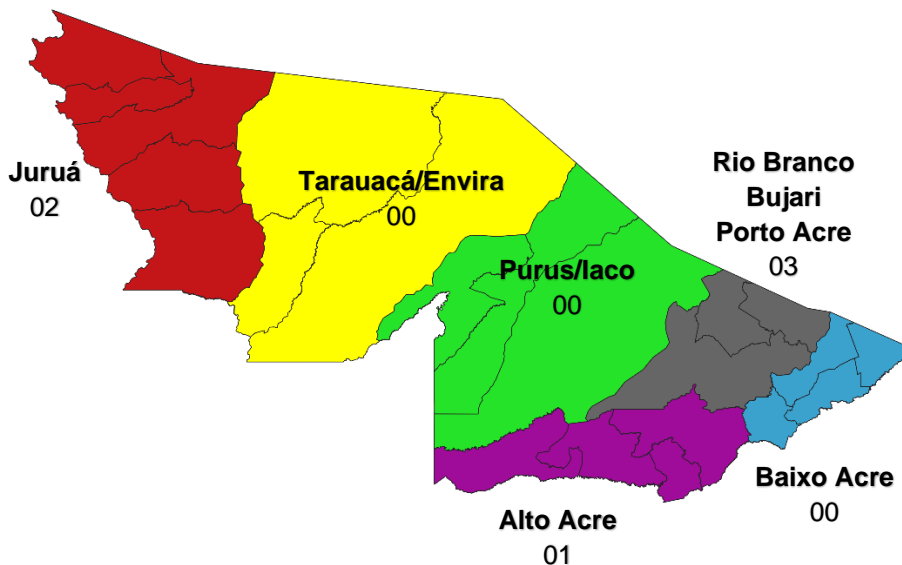 Juruá
02
Tarauacá/Envira
00
Purus/Iaco
00
Rio Branco
Bujari
Porto Acre
03
Alto Acre
01
Baixo Acre
00